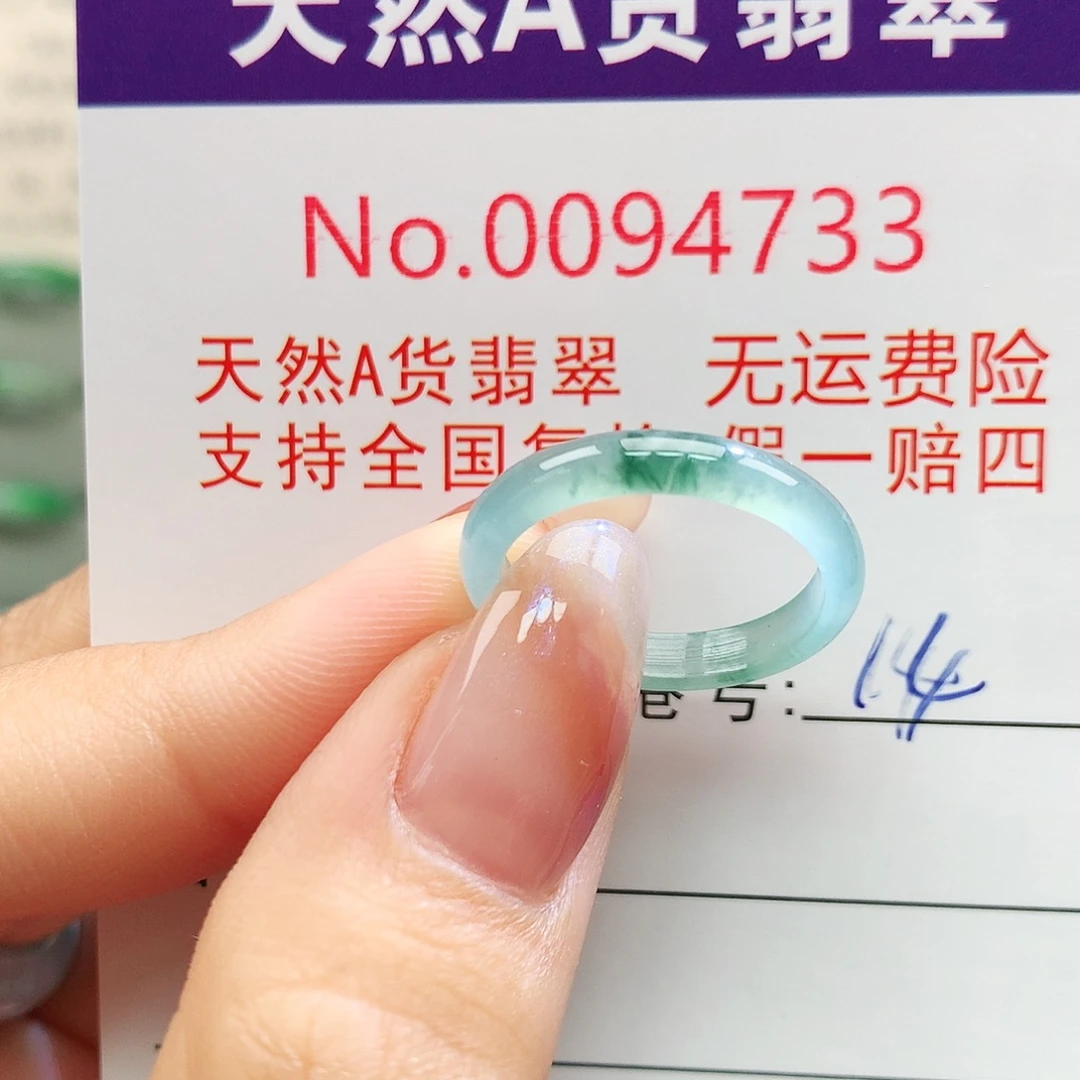 天然A货翡翠
No.0094733
天然A货翡翠 无运费险
支持全国 假一赔四
号: 14